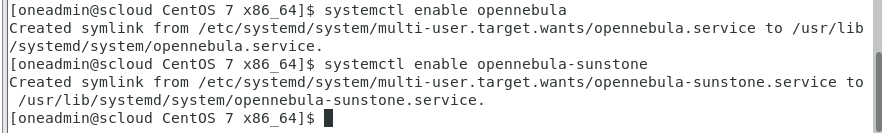 [oneadmin@scloud CentOS 7 x86_64]$ systemctl enable opennebula
Created symlink from /etc/systemd/system/multi-user.target.wants/opennebula.service to /usr/lib
/systemd/system/opennebula.service.
[oneadmin@scloud CentOS 7 x86_64]$ systemctl enable opennebula-sunstone
Created symlink from /etc/systemd/system/multi-user.target.wants/opennebula-sunstone.service to
 /usr/lib/systemd/system/opennebula-sunstone.service.
[oneadmin@scloud CentOS 7 x86_64]$